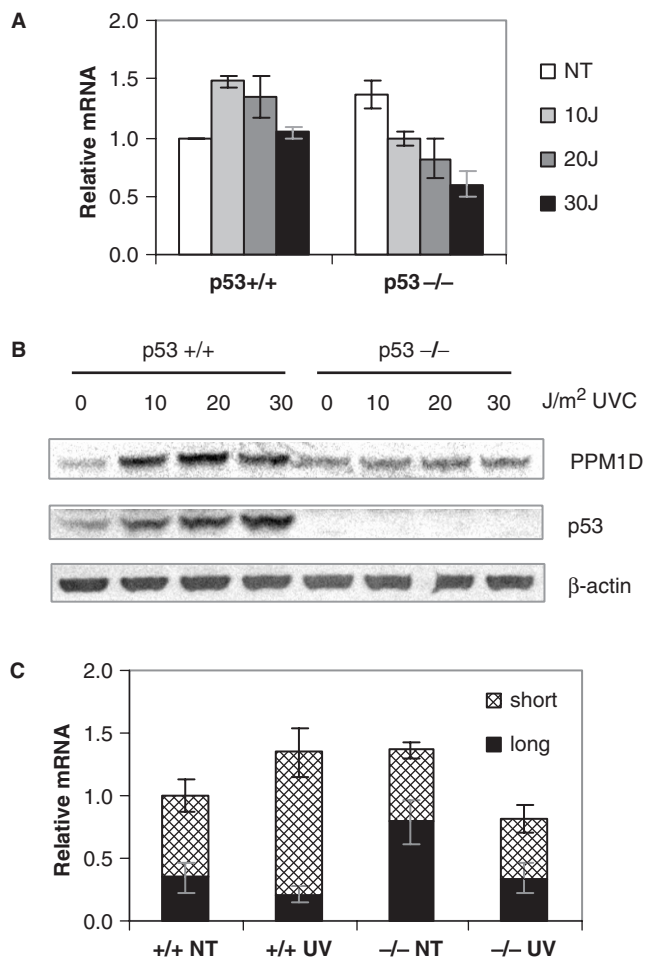 A
Relative mRNA
2.0
1.5
1.0
0.5
0.0
p53+/+ p53 –/–
NT
10J
20J
30J
B
p53 +/+ p53 –/–
0 10 20 30 0 10 20 30 J/m² UVC
PPM1D
p53
β-actin
C
Relative mRNA
2.0
1.5
1.0
0.5
0.0
short
long
+/+ NT +/+ UV –/– NT –/– UV